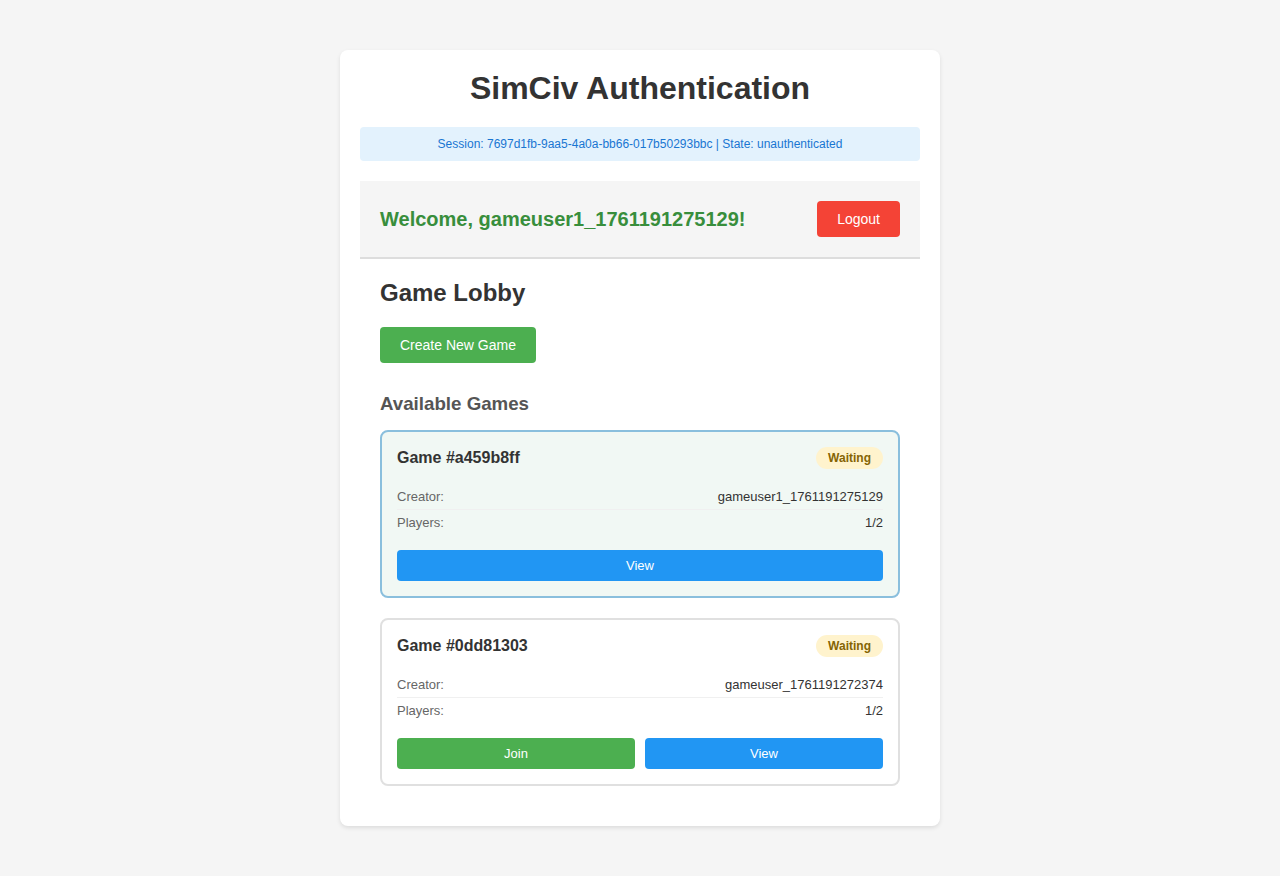 SimCiv Authentication
Session: 7697d1fb-9aa5-4a0a-bb66-017b50293bbc | State: unauthenticated
Welcome, gameuser1_1761191275129!
Logout
Game Lobby
Create New Game
Available Games
Game #a459b8ff
Waiting
Creator: gameuser1_1761191275129
Players: 1/2
View
Game #0dd81303
Waiting
Creator: gameuser_1761191272374
Players: 1/2
Join View